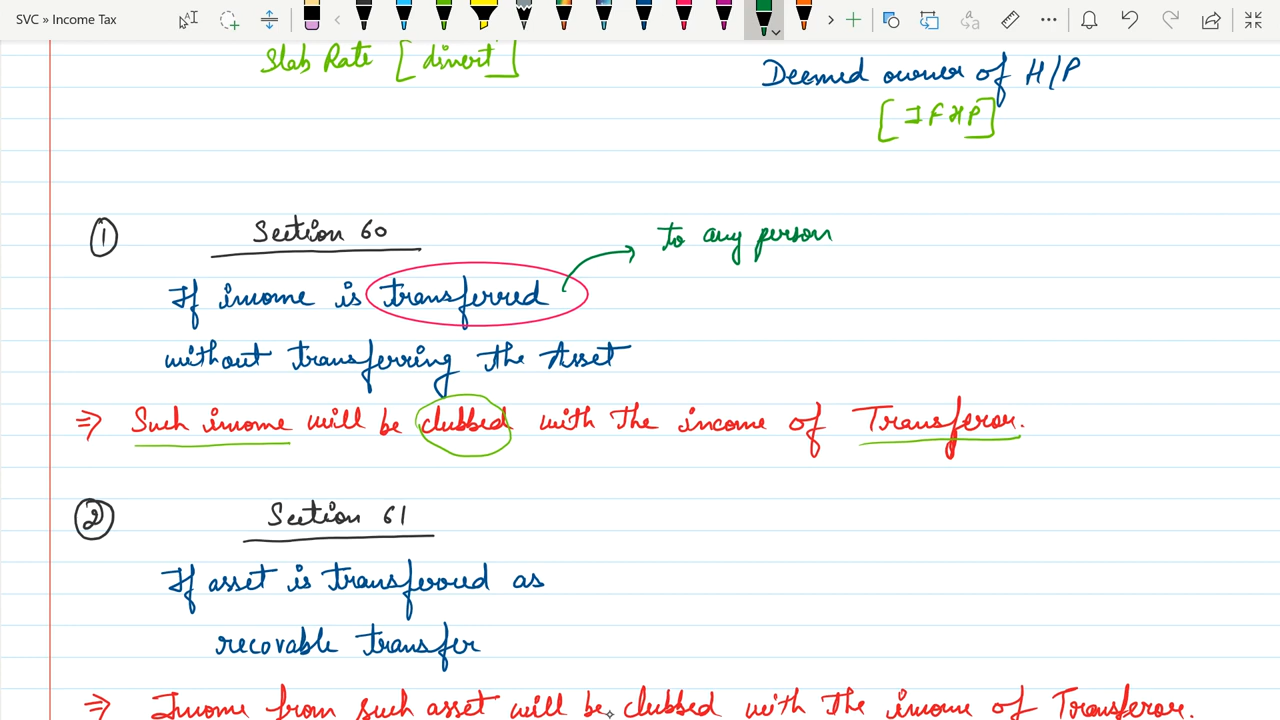 SVC » Income Tax
Slab Rate [divert]
Deemed owner of H/P
[IFHP]
① Section 60
to any person
If income is transferred
without transferring the Asset
⇒ Such income will be clubbed with the income of Transferor.
② Section 61
If asset is transferred as
recovable transfer
⇒ Income from such asset will be clubbed with the income of Transferor.